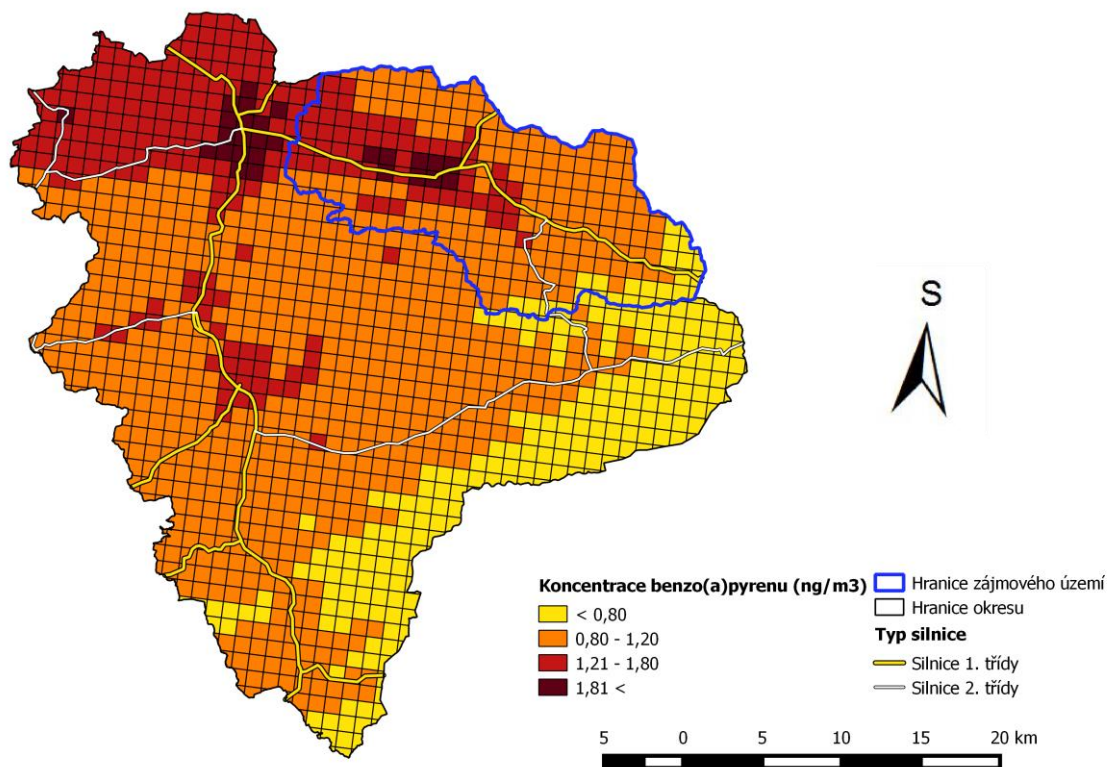 S
Koncentrace benzo(a)pyrenu (ng/m3)
< 0,80
0,80 - 1,20
1,21 - 1,80
1,81 <
Hranice zájmového území
Hranice okresu
Typ silnice
Silnice 1. třídy
Silnice 2. třídy
5 0 5 10 15 20 km